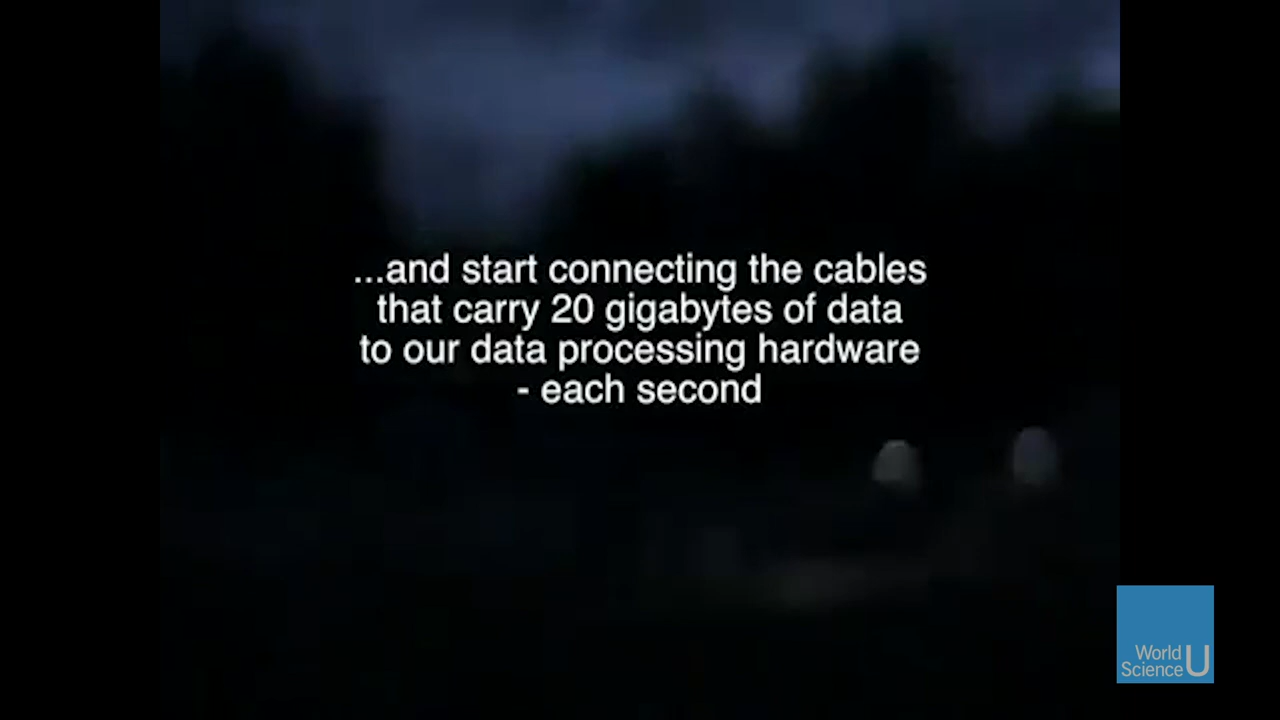 ...and start connecting the cables
that carry 20 gigabytes of data
to our data processing hardware
- each second
World
Science U